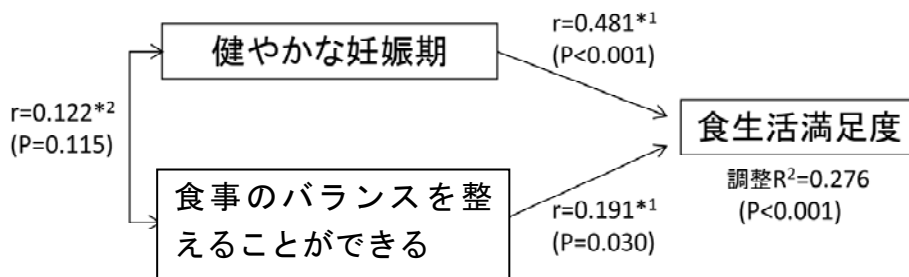 健やかな妊娠期
r=0.481*1
(P<0.001)
r=0.122*2
(P=0.115)
食生活満足度
調整R2=0.276
(P<0.001)
食事のバランスを整
えることができる
r=0.191*1
(P=0.030)